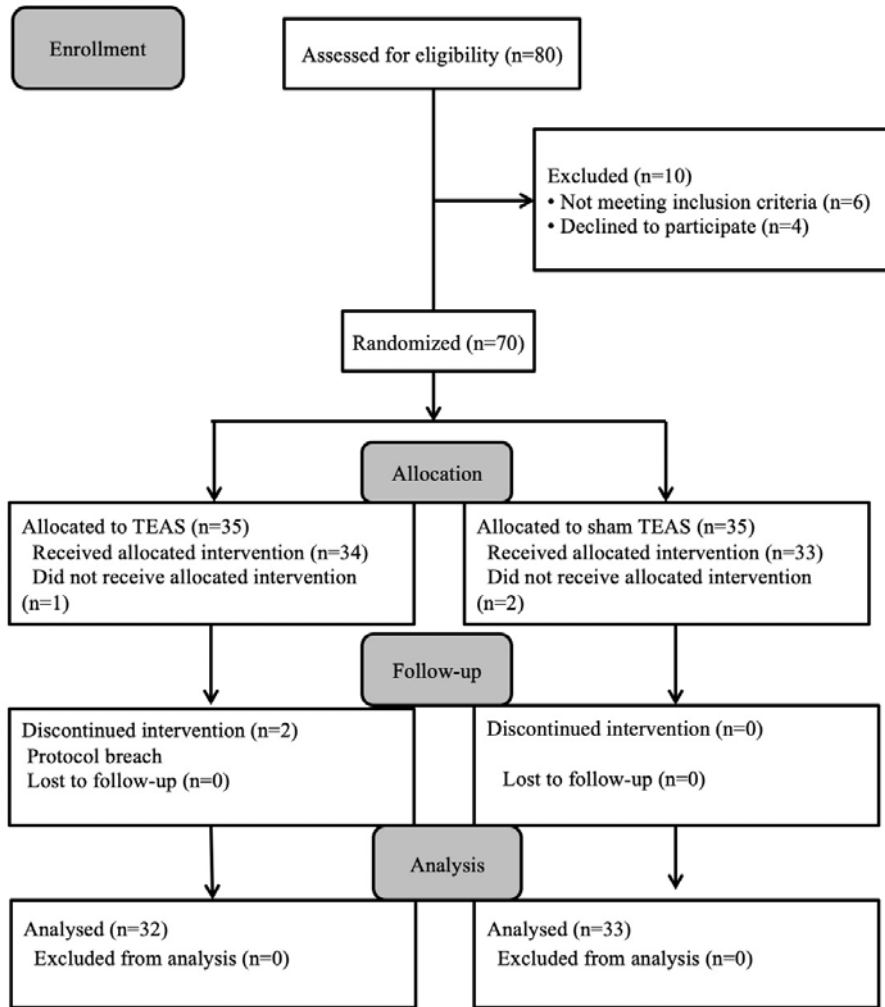 Enrollment
Assessed for eligibility (n=80)
Excluded (n=10)
• Not meeting inclusion criteria (n=6)
• Declined to participate (n=4)
Randomized (n=70)
Allocation
Allocated to TEAS (n=35)
Received allocated intervention (n=34)
Did not receive allocated intervention
(n=1)
Allocated to sham TEAS (n=35)
Received allocated intervention (n=33)
Did not receive allocated intervention
(n=2)
Follow-up
Discontinued intervention (n=2)
Protocol breach
Lost to follow-up (n=0)
Discontinued intervention (n=0)
Lost to follow-up (n=0)
Analysis
Analysed (n=32)
Excluded from analysis (n=0)
Analysed (n=33)
Excluded from analysis (n=0)